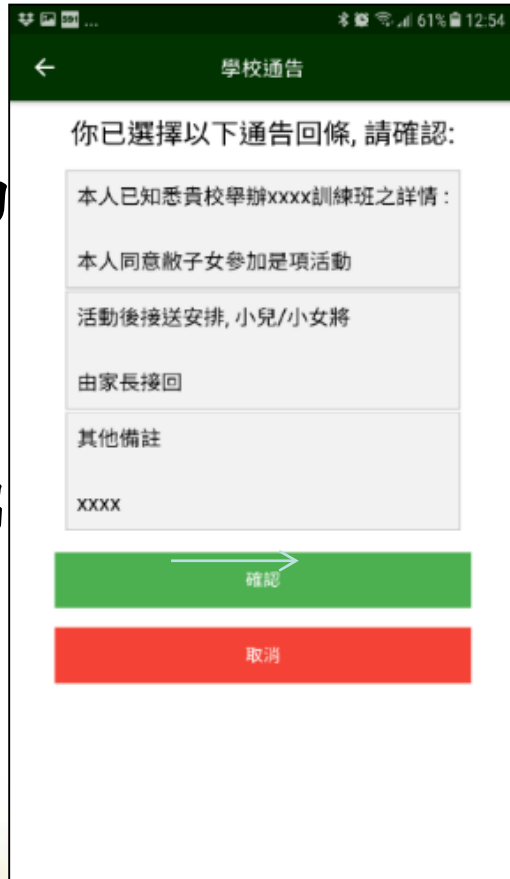 591 ... 61% 12:54
學校通告
你已選擇以下通告回條, 請確認:
本人已知悉貴校舉辦xxxx訓練班之詳情 :
本人同意敝子女參加是項活動
活動後接送安排, 小兒/小女將
由家長接回
其他備註
xxxx
確認
取消